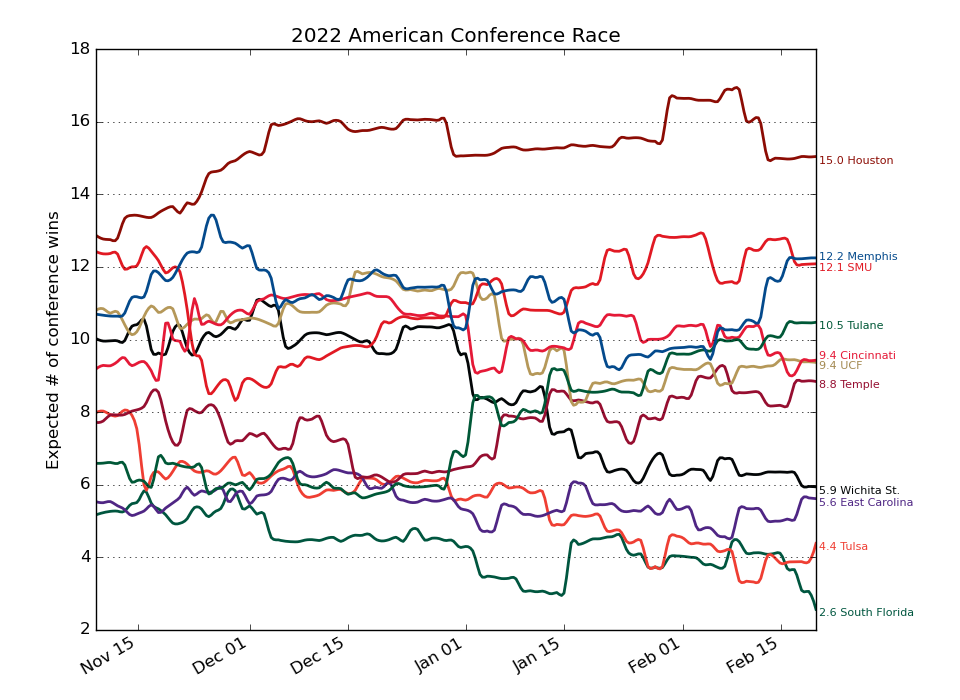 2022 American Conference Race
Expected # of conference wins
18
16
14
12
10
8
6
4
2
15.0 Houston
12.2 Memphis
12.1 SMU
10.5 Tulane
9.4 Cincinnati
9.4 UCF
8.8 Temple
5.9 Wichita St.
5.6 East Carolina
4.4 Tulsa
2.6 South Florida
Nov 15
Dec 01
Dec 15
Jan 01
Jan 15
Feb 01
Feb 15